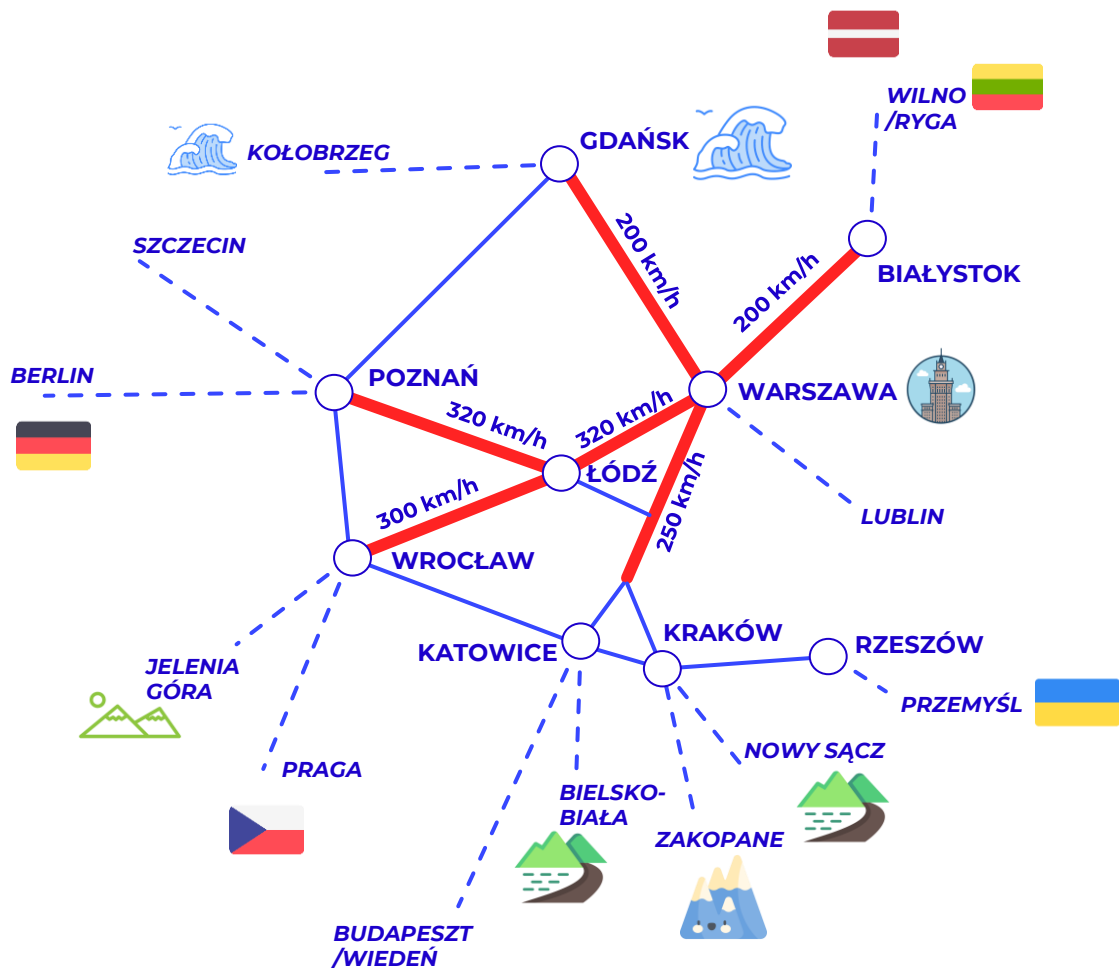 WILNO
/RYGA
GDAŃSK
KOŁOBRZEG
SZCZECIN
200 km/h
200 km/h
BIAŁYSTOK
BERLIN
POZNAŃ
WARSZAWA
320 km/h
320 km/h
ŁÓDŹ
300 km/h
250 km/h
LUBLIN
WROCŁAW
KATOWICE
KRAKÓW
RZESZÓW
JELENIA
GÓRA
PRZEMYŚL
NOWY SĄCZ
PRAGA
BIELSKO-
BIAŁA
ZAKOPANE
BUDAPESZT
/WIEDEŃ